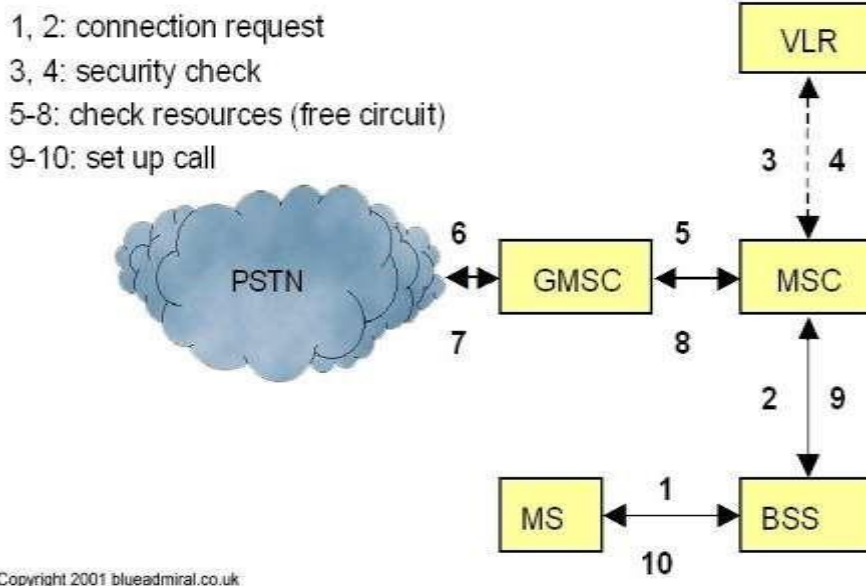 1, 2: connection request
3, 4: security check
5-8: check resources (free circuit)
9-10: set up call
VLR
3 4
6 5
PSTN GMSC MSC
7 8
2 9
1
MS BSS
10
Copyright 2001 blueadmiral.co.uk